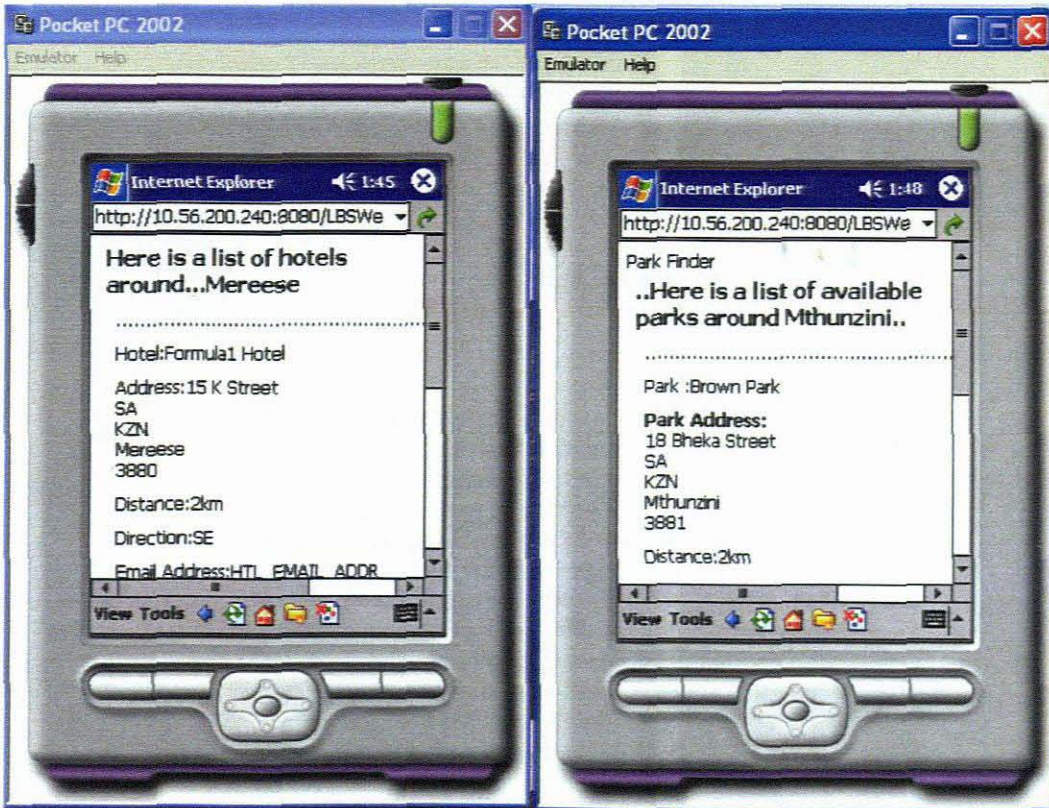 Pocket PC 2002
Emulator Help
Internet Explorer 1:45
http://10.56.200.240:8080/LBSWe
Here is a list of hotels
around...Mereese
Hotel:Formula1 Hotel
Address:15 K Street
SA
KZN
Mereese
3880
Distance:2km
Direction:SE
Email Address:HTL_EMAIL_ADDR
View Tools
Pocket PC 2002
Emulator Help
Internet Explorer 1:48
http://10.56.200.240:8080/LBSWe
Park Finder
..Here is a list of available
parks around Mthunzini..
Park :Brown Park
Park Address:
18 Bheka Street
SA
KZN
Mthunzini
3881
Distance:2km
View Tools